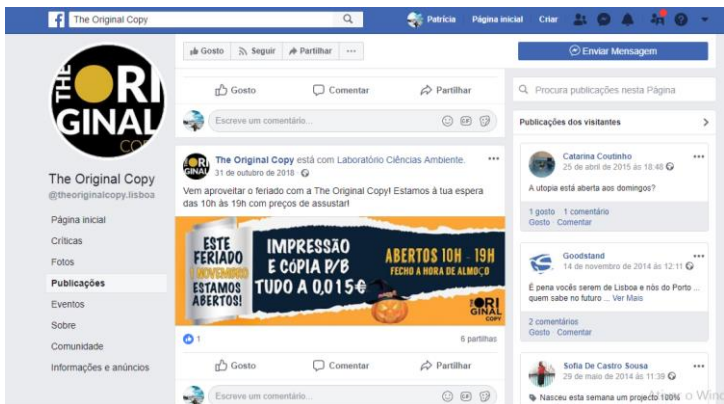 The Original Copy
Patrícia Página inicial Criar
THE
ORI
GINAL
COPY
The Original Copy
@theoriginalcopy.lisboa
Página inicial
Críticas
Fotos
Publicações
Eventos
Sobre
Comunidade
Informações e anúncios
Gosto Seguir Partilhar ...
Gosto Comentar Partilhar
Escreve um comentário...
The Original Copy está com Laboratório Ciências Ambiente.
31 de outubro de 2018
Vem aproveitar o feriado com a The Original Copy! Estamos à tua espera
das 10h às 19h com preços de assustar!
ESTE
FERIADO
1 NOVEMBRO
ESTAMOS
ABERTOS!
IMPRESSÃO
E CÓPIA P/B
TUDO A 0,015€
ABERTOS 10H - 19H
FECHO A HORA DE ALMOÇO
ORI
GINAL
COPY
1
6 partilhas
Gosto Comentar Partilhar
Escreve um comentário...
Enviar Mensagem
Procura publicações nesta Página
Publicações dos visitantes
Catarina Coutinho
25 de abril de 2015 às 18:48
A utopia está aberta aos domingos?
1 gosto 1 comentário
Gosto · Comentar
Goodstand
14 de novembro de 2014 às 12:11
É pena vocês serem de Lisboa e nós do Porto ...
quem sabe no futuro ... Ver Mais
2 comentários
Gosto · Comentar
Sofia De Castro Sousa
29 de maio de 2014 às 11:39
Nasceu esta semana um projecto 100%